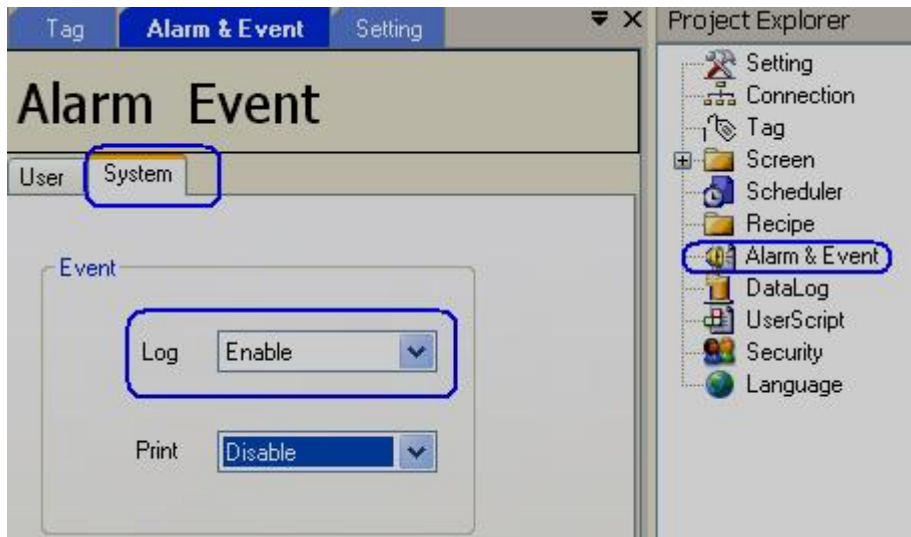 Tag Alarm & Event Setting
Alarm Event
User System
Event
Log Enable
Print Disable
Project Explorer
Setting
Connection
Tag
Screen
Scheduler
Recipe
Alarm & Event
DataLog
UserScript
Security
Language